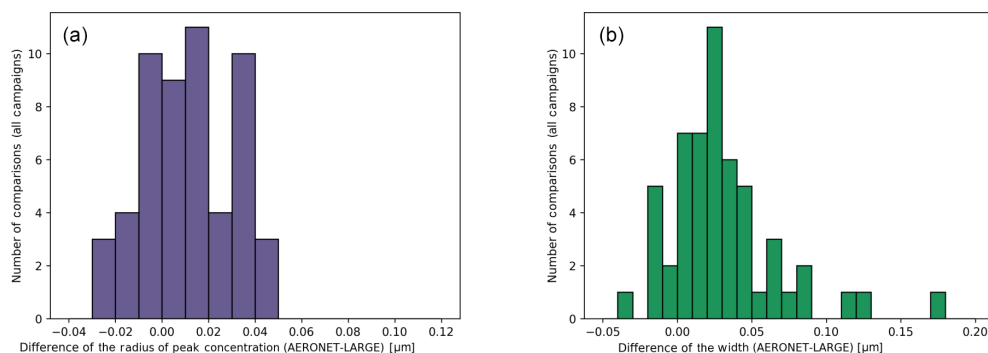 (a)
Number of comparisons (all campaigns)
10
8
6
4
2
0
−0.04 −0.02 0.00 0.02 0.04 0.06 0.08 0.10 0.12
Difference of the radius of peak concentration (AERONET-LARGE) [μm]
(b)
Number of comparisons (all campaigns)
10
8
6
4
2
0
−0.05 0.00 0.05 0.10 0.15 0.20
Difference of the width (AERONET-LARGE) [μm]